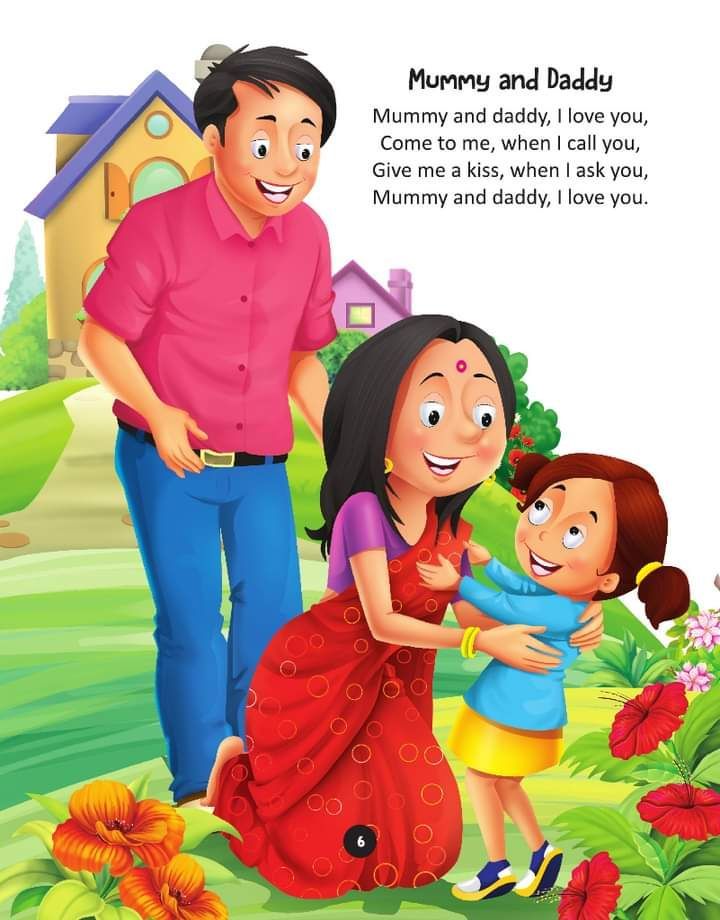 Mummy and Daddy
Mummy and daddy, I love you,
Come to me, when I call you,
Give me a kiss, when I ask you,
Mummy and daddy, I love you.
6